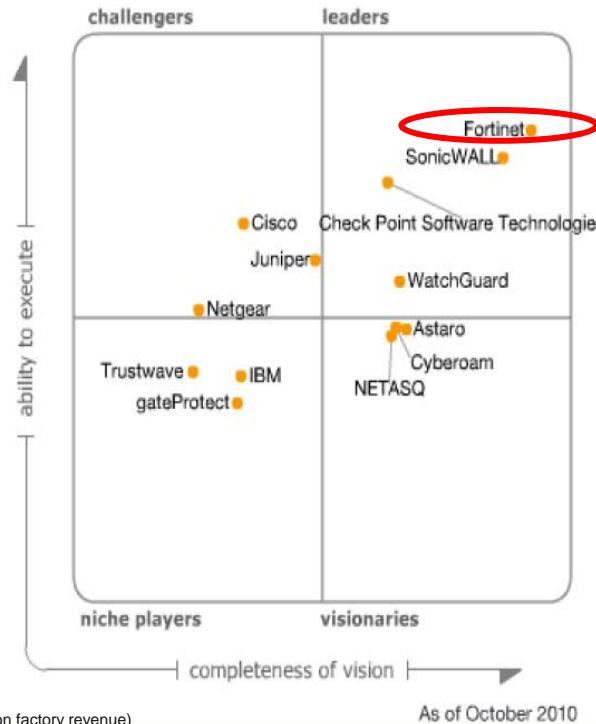 challengers
leaders
Fortinet
SonicWALL
Cisco
Check Point Software Technologie
Juniper
WatchGuard
Netgear
Astaro
Cyberoam
Trustwave
IBM
NETASQ
gateProtect
ability to execute
niche players
visionaries
completeness of vision
As of October 2010
on factory revenue)